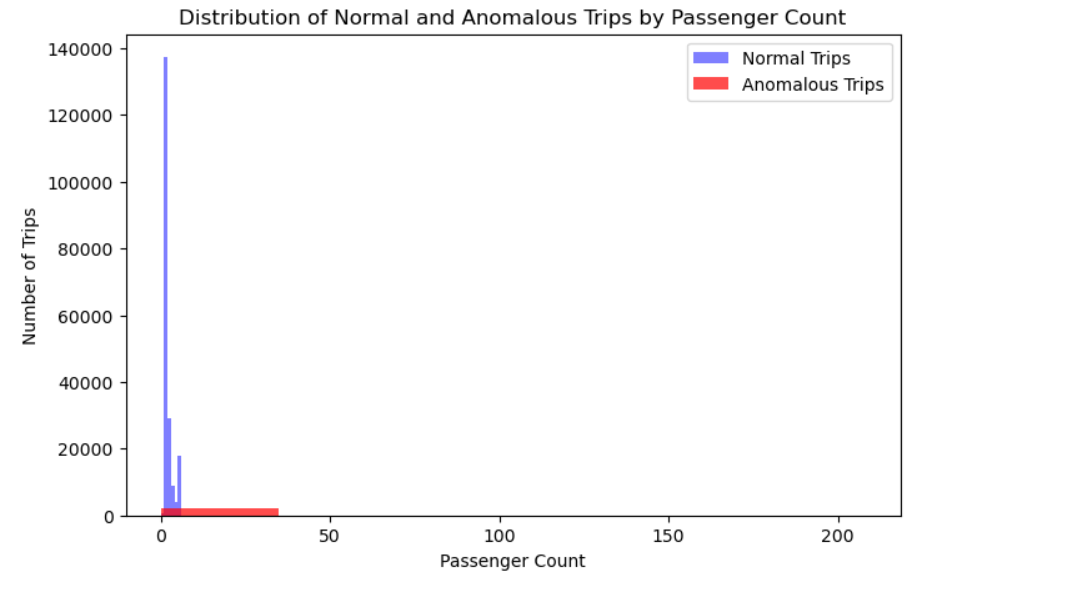 Distribution of Normal and Anomalous Trips by Passenger Count
Normal Trips
Anomalous Trips
140000
120000
100000
80000
60000
40000
20000
0
Number of Trips
0 50 100 150 200
Passenger Count